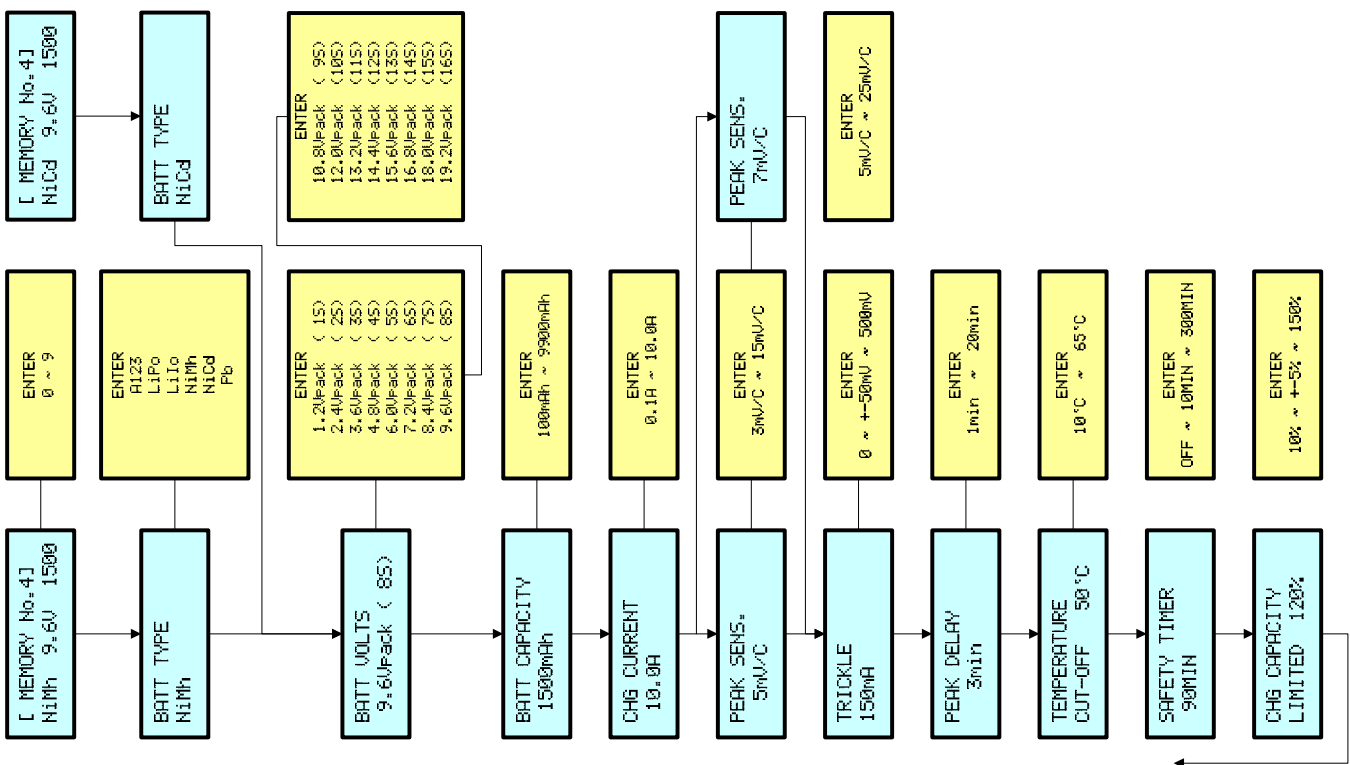 [ MEMORY No.4]
NiMh 9.6V 1500
ENTER
0 ~ 9
[ MEMORY No.4]
NiCd 9.6V 1500
BATT TYPE
NiMh
ENTER
A123
LiPo
LiIo
NiMh
NiCd
Pb
BATT TYPE
NiCd
BATT VOLTS
9.6Vpack ( 8S)
ENTER
1.2Vpack ( 1S)
2.4Vpack ( 2S)
3.6Vpack ( 3S)
4.8Vpack ( 4S)
6.0Vpack ( 5S)
7.2Vpack ( 6S)
8.4Vpack ( 7S)
9.6Vpack ( 8S)
ENTER
10.8Vpack ( 9S)
12.0Vpack (10S)
13.2Vpack (11S)
14.4Vpack (12S)
15.6Vpack (13S)
16.8Vpack (14S)
18.0Vpack (15S)
19.2Vpack (16S)
BATT CAPACITY
1500mAh
ENTER
100mAh ~ 9900mAh
CHG CURRENT
10.0A
ENTER
0.1A ~ 10.0A
PEAK SENS.
5mV/C
ENTER
3mV/C ~ 15mV/C
PEAK SENS.
7mV/C
TRICKLE
150mA
ENTER
0 ~ +-50mV ~ 500mV
ENTER
5mV/C ~ 25mV/C
PEAK DELAY
3min
ENTER
1min ~ 20min
TEMPERATURE
CUT-OFF 50°C
ENTER
10°C ~ 65°C
SAFETY TIMER
90MIN
ENTER
OFF ~ 10MIN ~ 300MIN
CHG CAPACITY
LIMITED 120%
ENTER
10% ~ +-5% ~ 150%